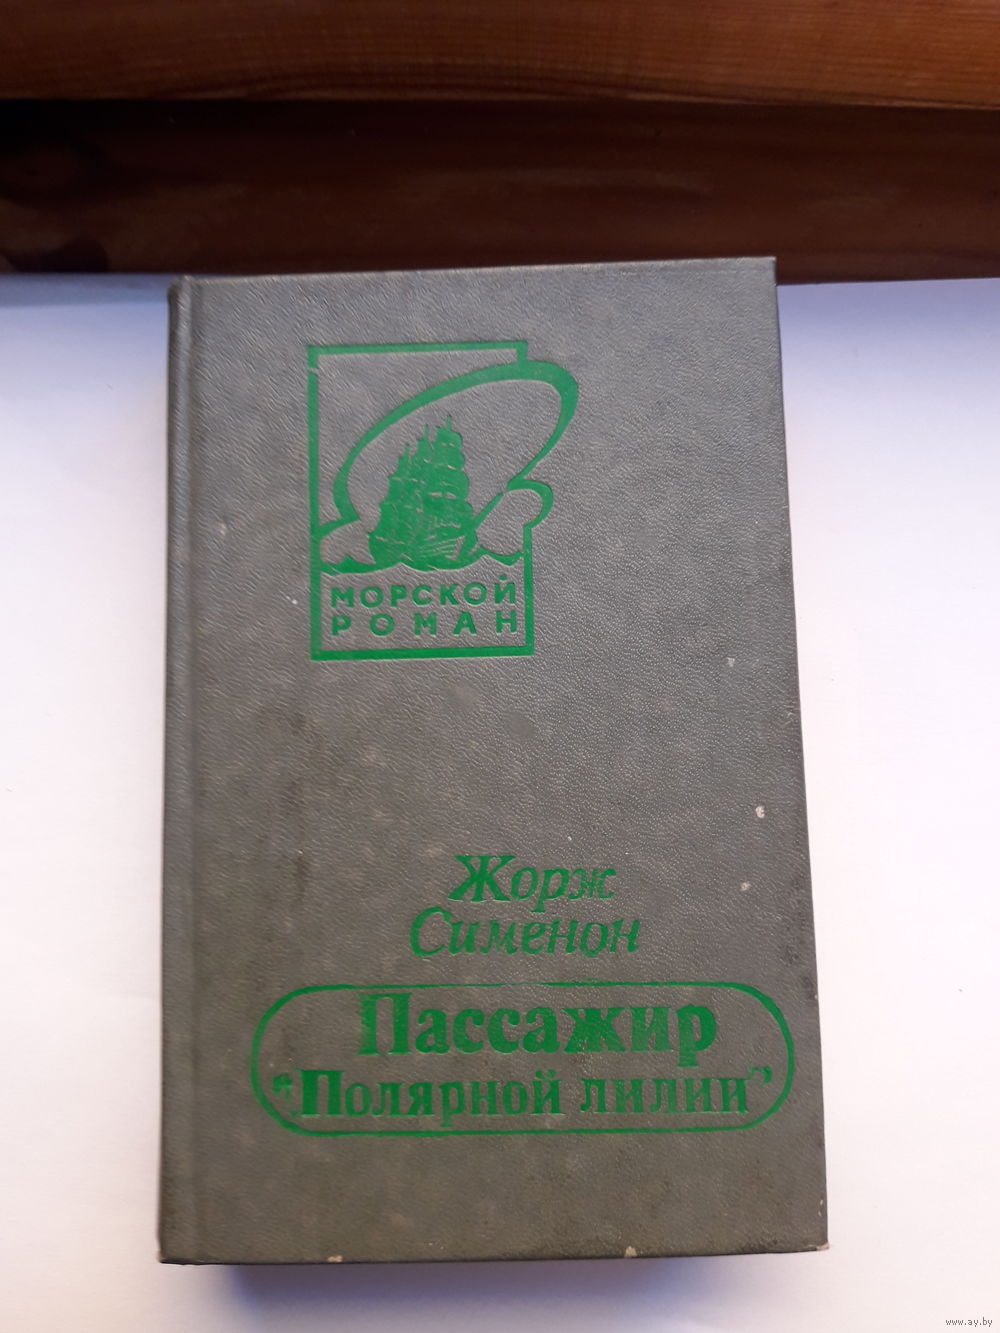 МОРСКОЙ
РОМАН
Жорж
Сименон
Пассажир
"Полярной лилии"
www.ay.by